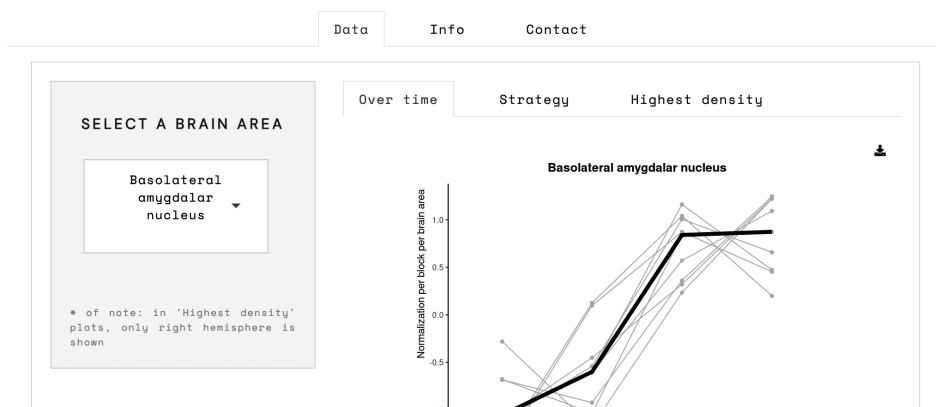 Data
Info
Contact
SELECT A BRAIN AREA
Basolateral
amygdalar
nucleus
* of note: in 'Highest density'
plots, only right hemisphere is
shown
Over time
Strategy
Highest density
Basolateral amygdalar nucleus
Normalization per block per brain area
1.0
0.5
0.0
-0.5